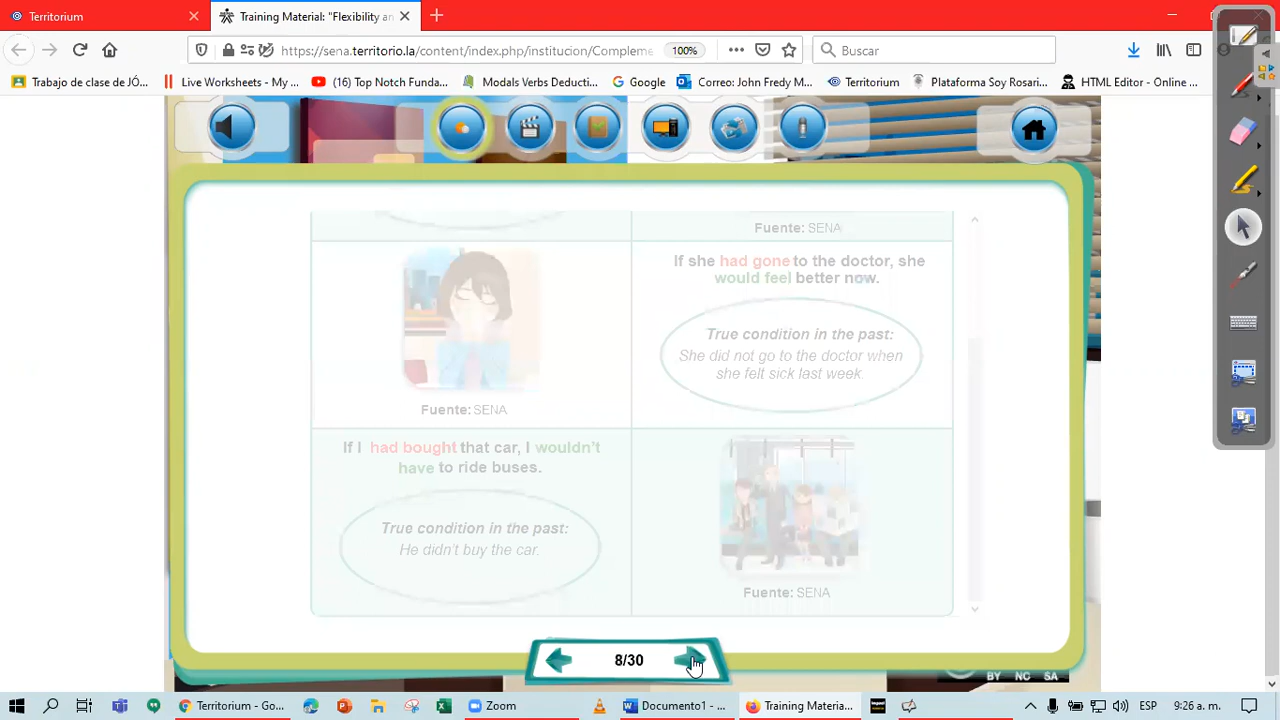 Territorium
Training Material: "Flexibility an
https://sena.territorio.la/content/index.php/institucion/Compleme
100%
Buscar
Trabajo de clase de JÓ...
Live Worksheets - My ...
(16) Top Notch Funda...
Modals Verbs Deducti...
Google
Correo: John Fredy M...
Territorium
Plataforma Soy Rosari...
HTML Editor - Online ...
Fuente: SENA
If she had gone to the doctor, she
would feel better now.
True condition in the past:
She did not go to the doctor when
she felt sick last week.
Fuente: SENA
If I had bought that car, I wouldn't
have to ride buses.
True condition in the past:
He didn't buy the car.
Fuente: SENA
8/30
BY NC SA
Territorium - Go...
Zoom
Documento1 - ...
Training Materia...
ESP
9:26 a. m.